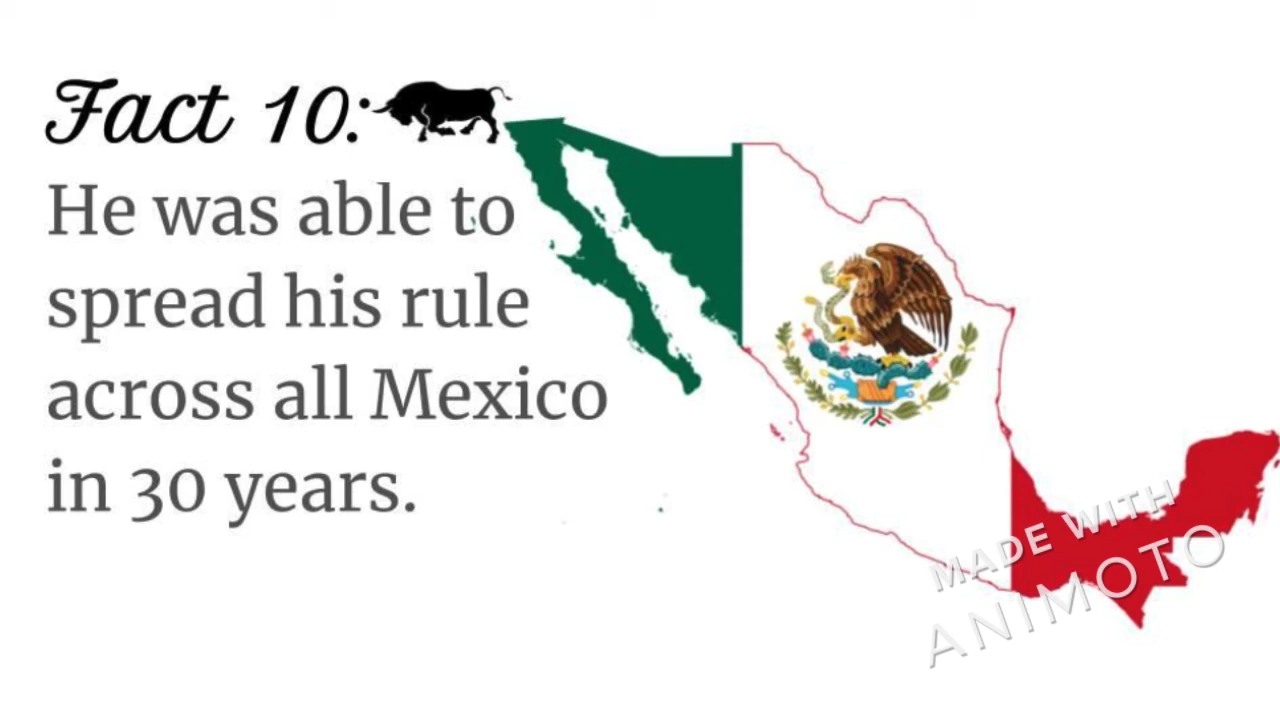 Fact 10:
He was able to
spread his rule
across all Mexico
in 30 years.
MADE WITH
ANIMOTO